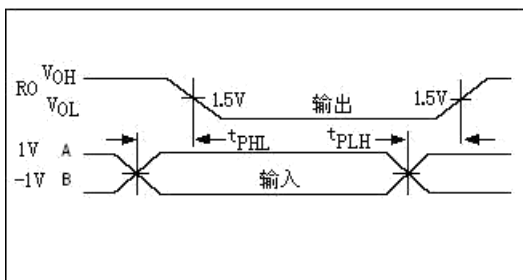 RO VOH
VOL
1.5V 输出 1.5V
tPHL tPLH
1V A
-1V B 输入